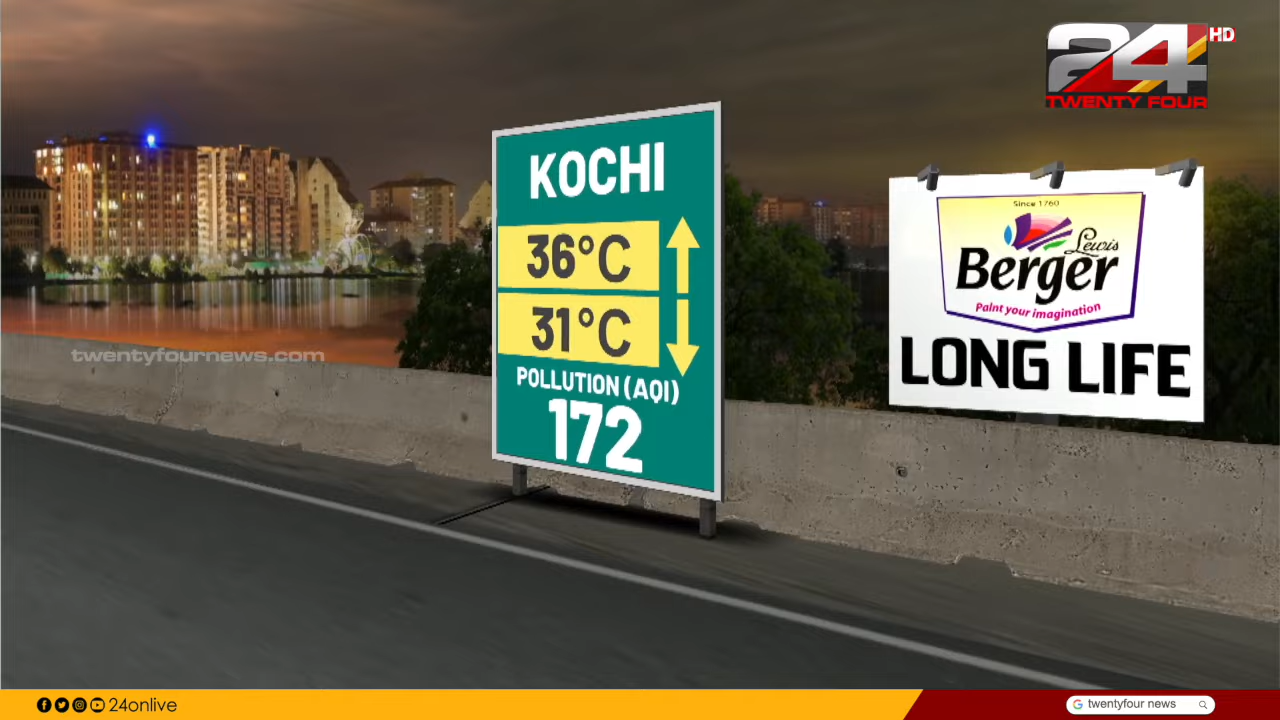 24 HD
TWENTY FOUR
KOCHI
36°C
31°C
POLLUTION (AQI)
172
Since 1760
Lewis
Berger
Paint your imagination
LONG LIFE
twentyfournews.com
24onlive
twentyfour news